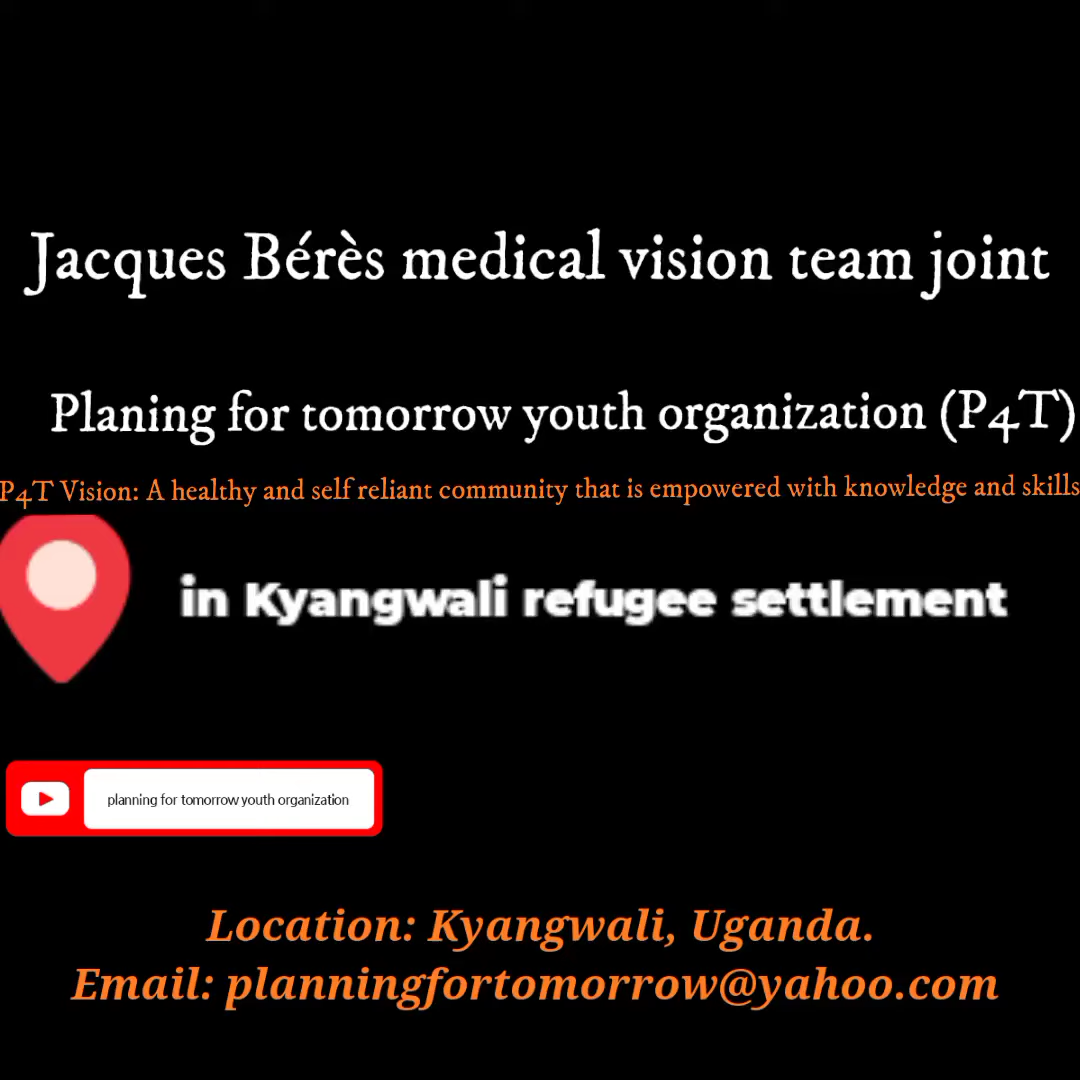 Jacques Bérès medical vision team joint
Planing for tomorrow youth organization (P4T)
P4T Vision: A healthy and self reliant community that is empowered with knowledge and skills
in Kyangwali refugee settlement
planning for tomorrow youth organization
Location: Kyangwali, Uganda.
Email: planningfortomorrow@yahoo.com